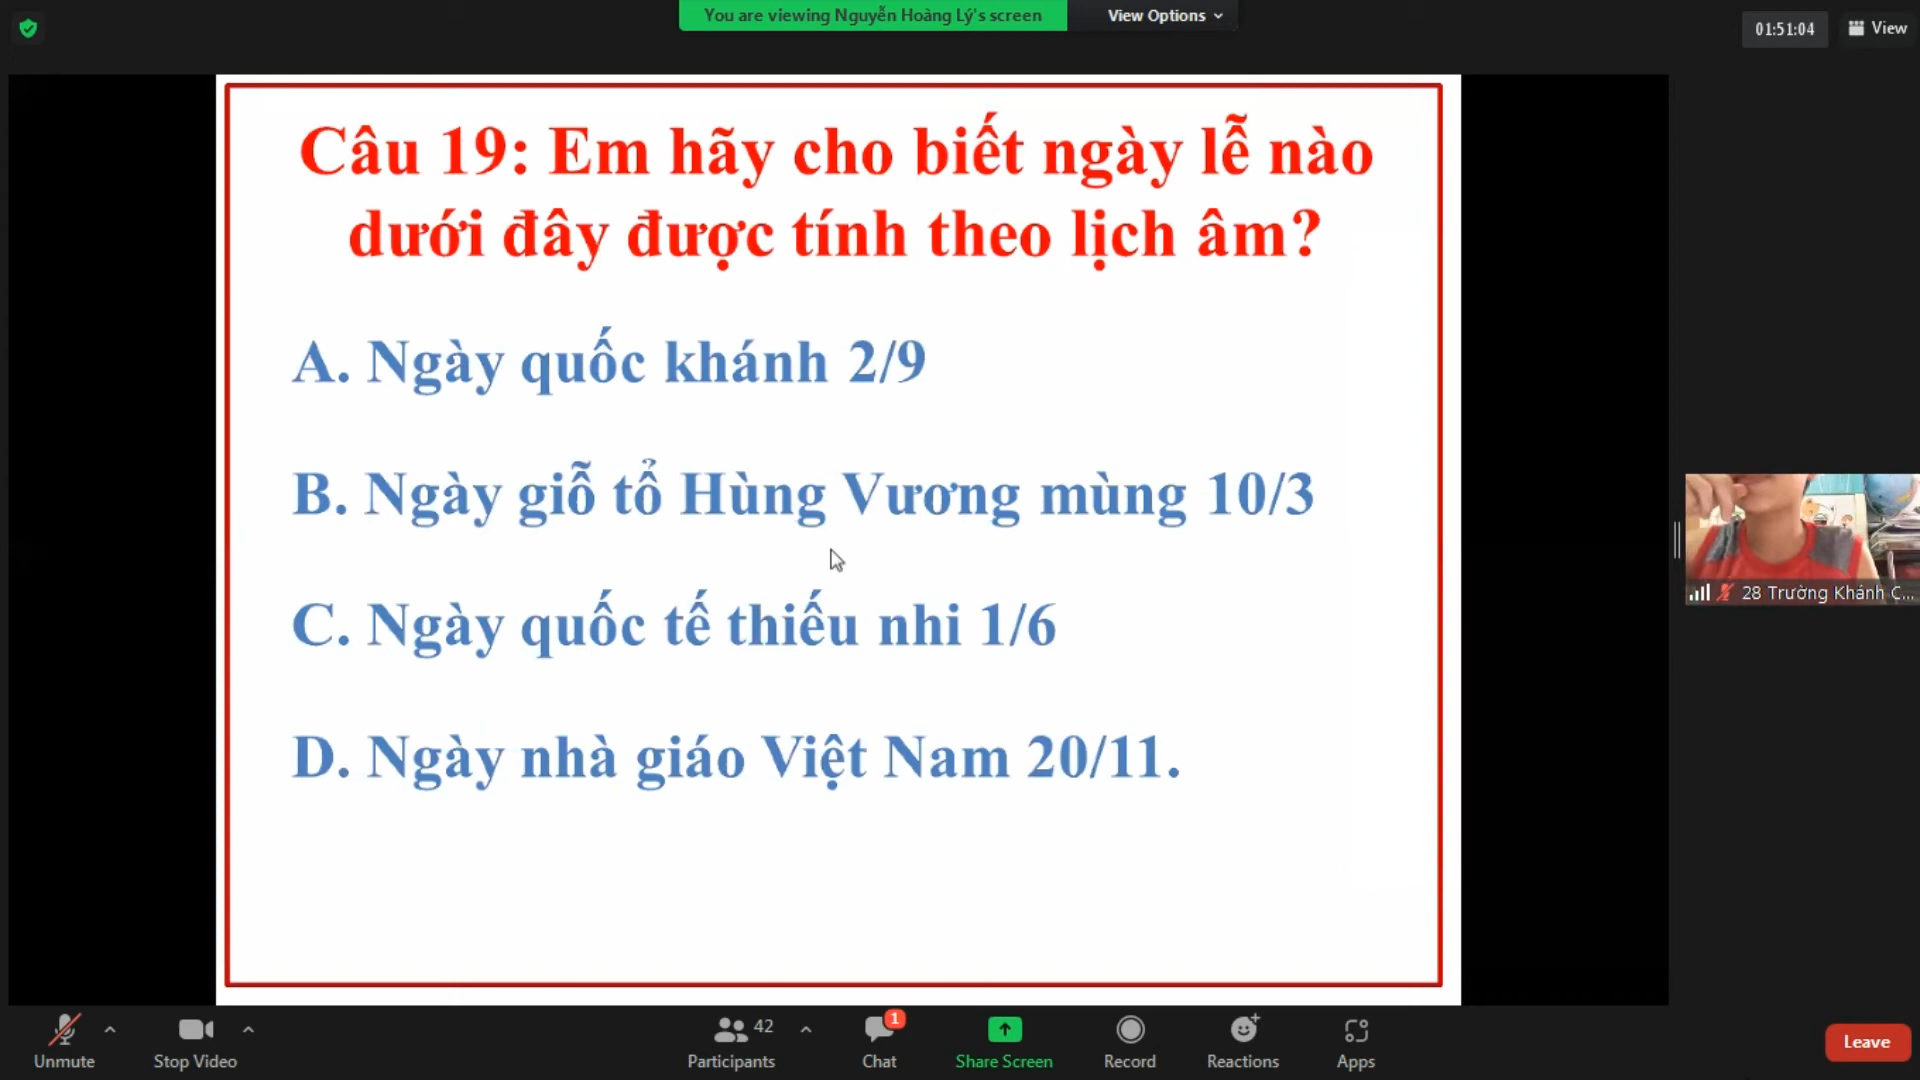 You are viewing Nguyễn Hoàng Lý's screen
View Options
01:51:04
View
Câu 19: Em hãy cho biết ngày lễ nào
dưới đây được tính theo lịch âm?
A. Ngày quốc khánh 2/9
B. Ngày giỗ tổ Hùng Vương mùng 10/3
C. Ngày quốc tế thiếu nhi 1/6
D. Ngày nhà giáo Việt Nam 20/11.
28 Trường Khánh C...
42
1
Unmute
Stop Video
Participants
Chat
Share Screen
Record
Reactions
Apps
Leave